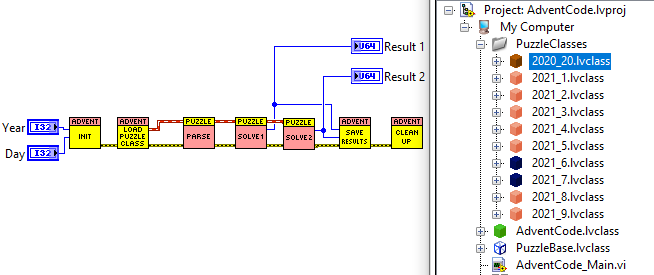 Year
I32
Day
I32
ADVENT
INIT
ADVENT
LOAD
PUZZLE
CLASS
PUZZLE
PARSE
PUZZLE
SOLVE1
PUZZLE
SOLVE2
ADVENT
SAVE
RESULTS
ADVENT
CLEAN
UP
U64
Result 1
U64
Result 2
Project: AdventCode.lvproj
My Computer
PuzzleClasses
2020_20.lvclass
2021_1.lvclass
2021_2.lvclass
2021_3.lvclass
2021_4.lvclass
2021_5.lvclass
2021_6.lvclass
2021_7.lvclass
2021_8.lvclass
2021_9.lvclass
AdventCode.lvclass
PuzzleBase.lvclass
AdventCode_Main.vi